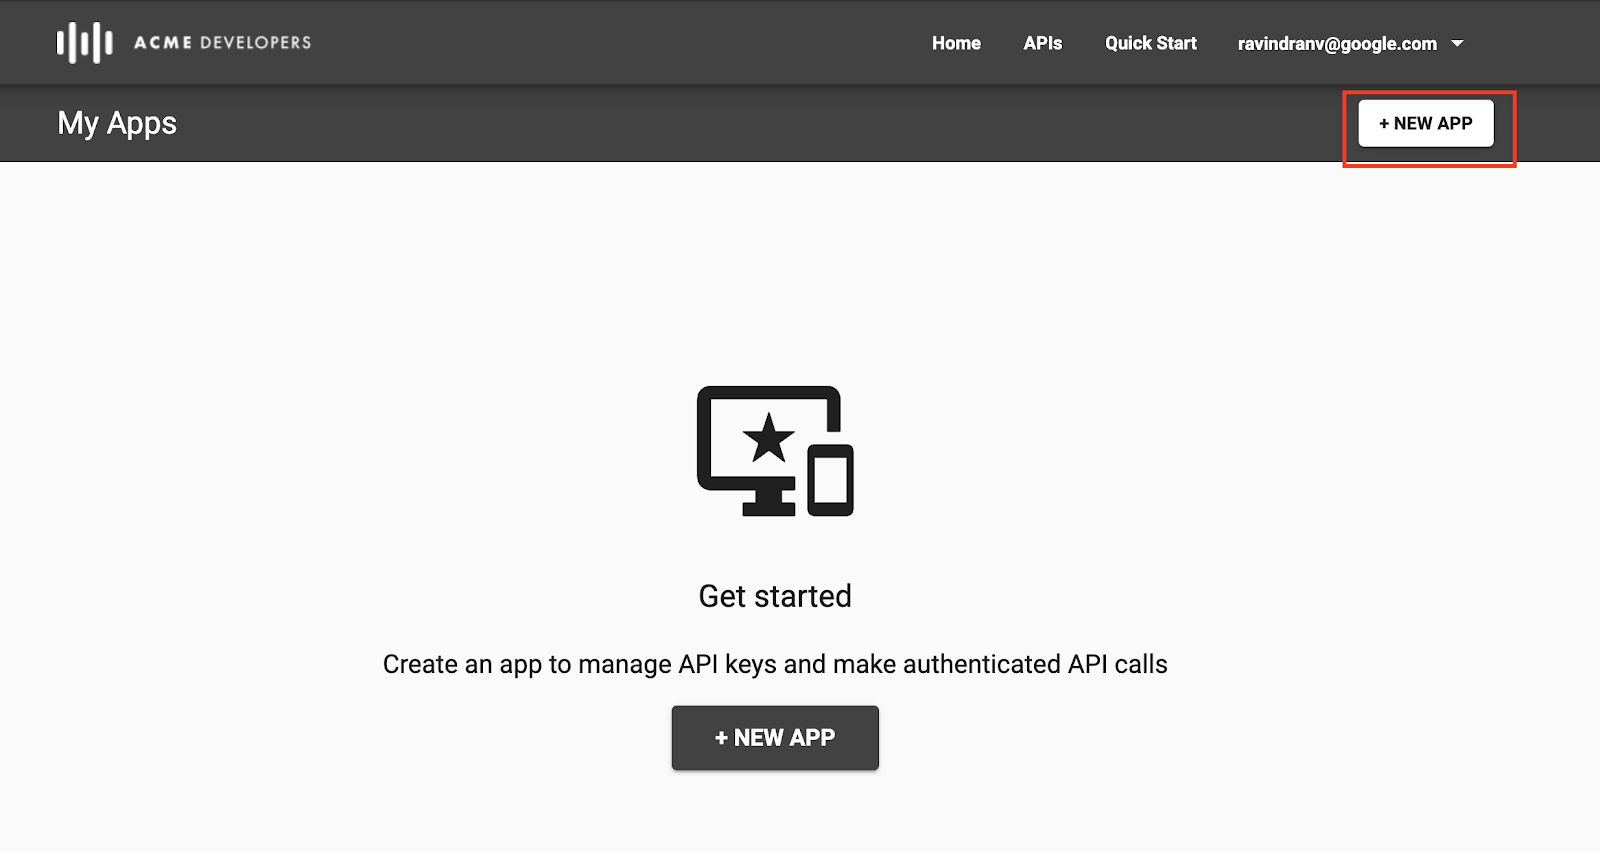 ACME DEVELOPERS
Home APIs Quick Start ravindranv@google.com
My Apps
+ NEW APP
Get started
Create an app to manage API keys and make authenticated API calls
+ NEW APP